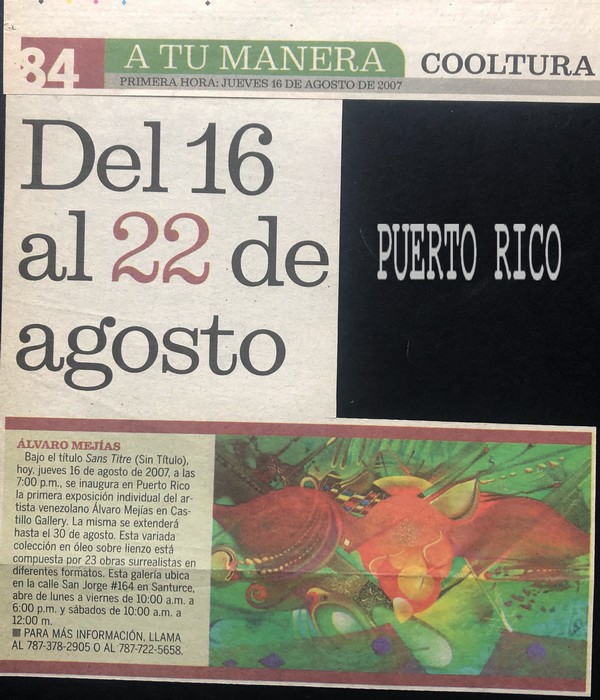 84
A TU MANERA
COOLTURA
PRIMERA HORA: JUEVES 16 DE AGOSTO DE 2007
Del 16
al 22 de
agosto
PUERTO RICO
ÁLVARO MEJÍAS
Bajo el título Sans Titre (Sin Título),
hoy, jueves 16 de agosto de 2007, a las
7:00 p.m., se inaugura en Puerto Rico
la primera exposición individual del ar-
tista venezolano Álvaro Mejías en Cas-
tillo Gallery. La misma se extenderá
hasta el 30 de agosto. Esta variada
colección en óleo sobre lienzo está
compuesta por 23 obras surrealistas en
diferentes formatos. Esta galería ubica
en la calle San Jorge #164 en Santurce,
abre de lunes a viernes de 10:00 a.m. a
6:00 p.m. y sábados de 10:00 a.m. a
12:00 m.
■ PARA MÁS INFORMACIÓN, LLAMA
AL 787-378-2905 O AL 787-722-5658.